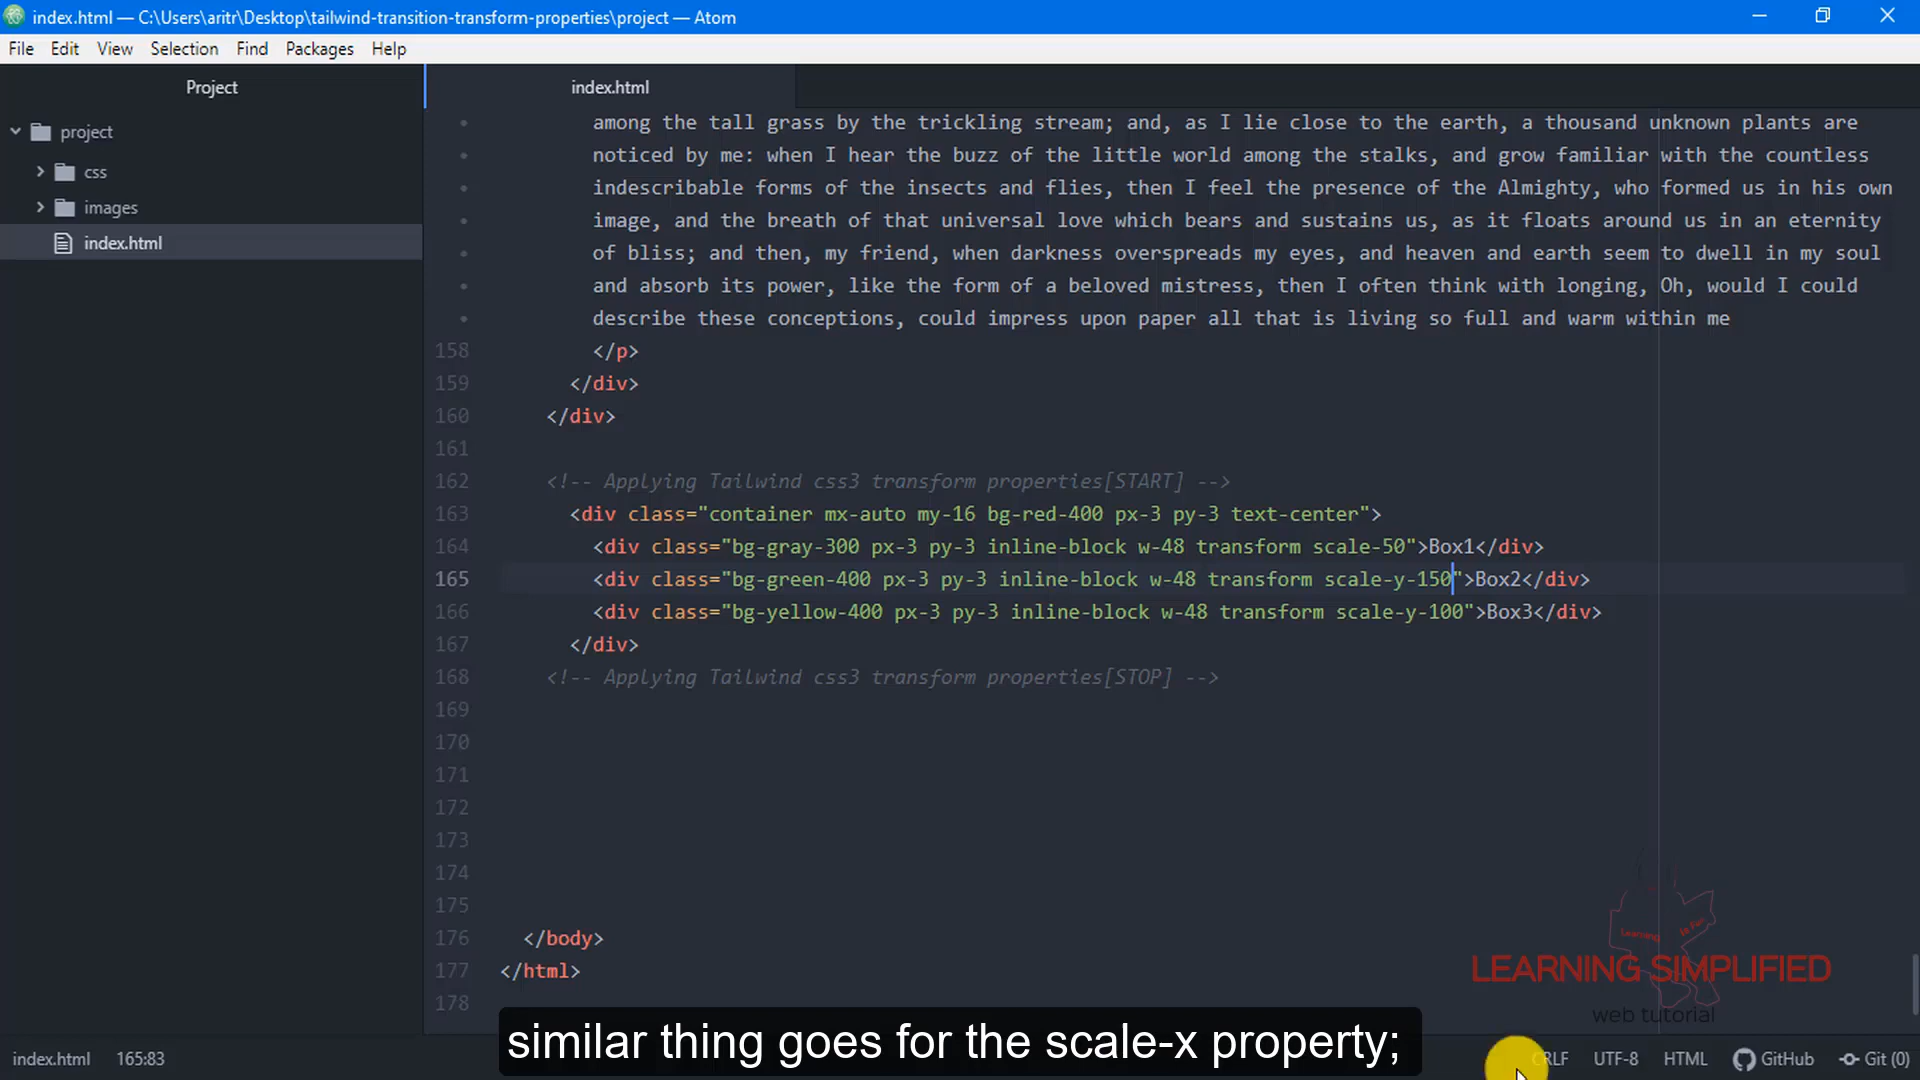 index.html — C:\Users\aritr\Desktop\tailwind-transition-transform-properties\project — Atom
File Edit View Selection Find Packages Help
Project
index.html
project
css
images
index.html
among the tall grass by the trickling stream; and, as I lie close to the earth, a thousand unknown plants are
noticed by me: when I hear the buzz of the little world among the stalks, and grow familiar with the countless
indescribable forms of the insects and flies, then I feel the presence of the Almighty, who formed us in his own
image, and the breath of that universal love which bears and sustains us, as it floats around us in an eternity
of bliss; and then, my friend, when darkness overspreads my eyes, and heaven and earth seem to dwell in my soul
and absorb its power, like the form of a beloved mistress, then I often think with longing, Oh, would I could
describe these conceptions, could impress upon paper all that is living so full and warm within me
158 </p>
159 </div>
160 </div>
161
162 <!-- Applying Tailwind css3 transform properties[START] -->
163 <div class="container mx-auto my-16 bg-red-400 px-3 py-3 text-center">
164 <div class="bg-gray-300 px-3 py-3 inline-block w-48 transform scale-50">Box1</div>
165 <div class="bg-green-400 px-3 py-3 inline-block w-48 transform scale-y-150">Box2</div>
166 <div class="bg-yellow-400 px-3 py-3 inline-block w-48 transform scale-y-100">Box3</div>
167 </div>
168 <!-- Applying Tailwind css3 transform properties[STOP] -->
169
170
171
172
173
174
175
176 </body>
177 </html>
178
Learning Is Fun
LEARNING SIMPLIFIED
web tutorial
similar thing goes for the scale-x property;
index.html 165:83 CRLF UTF-8 HTML GitHub Git (0)